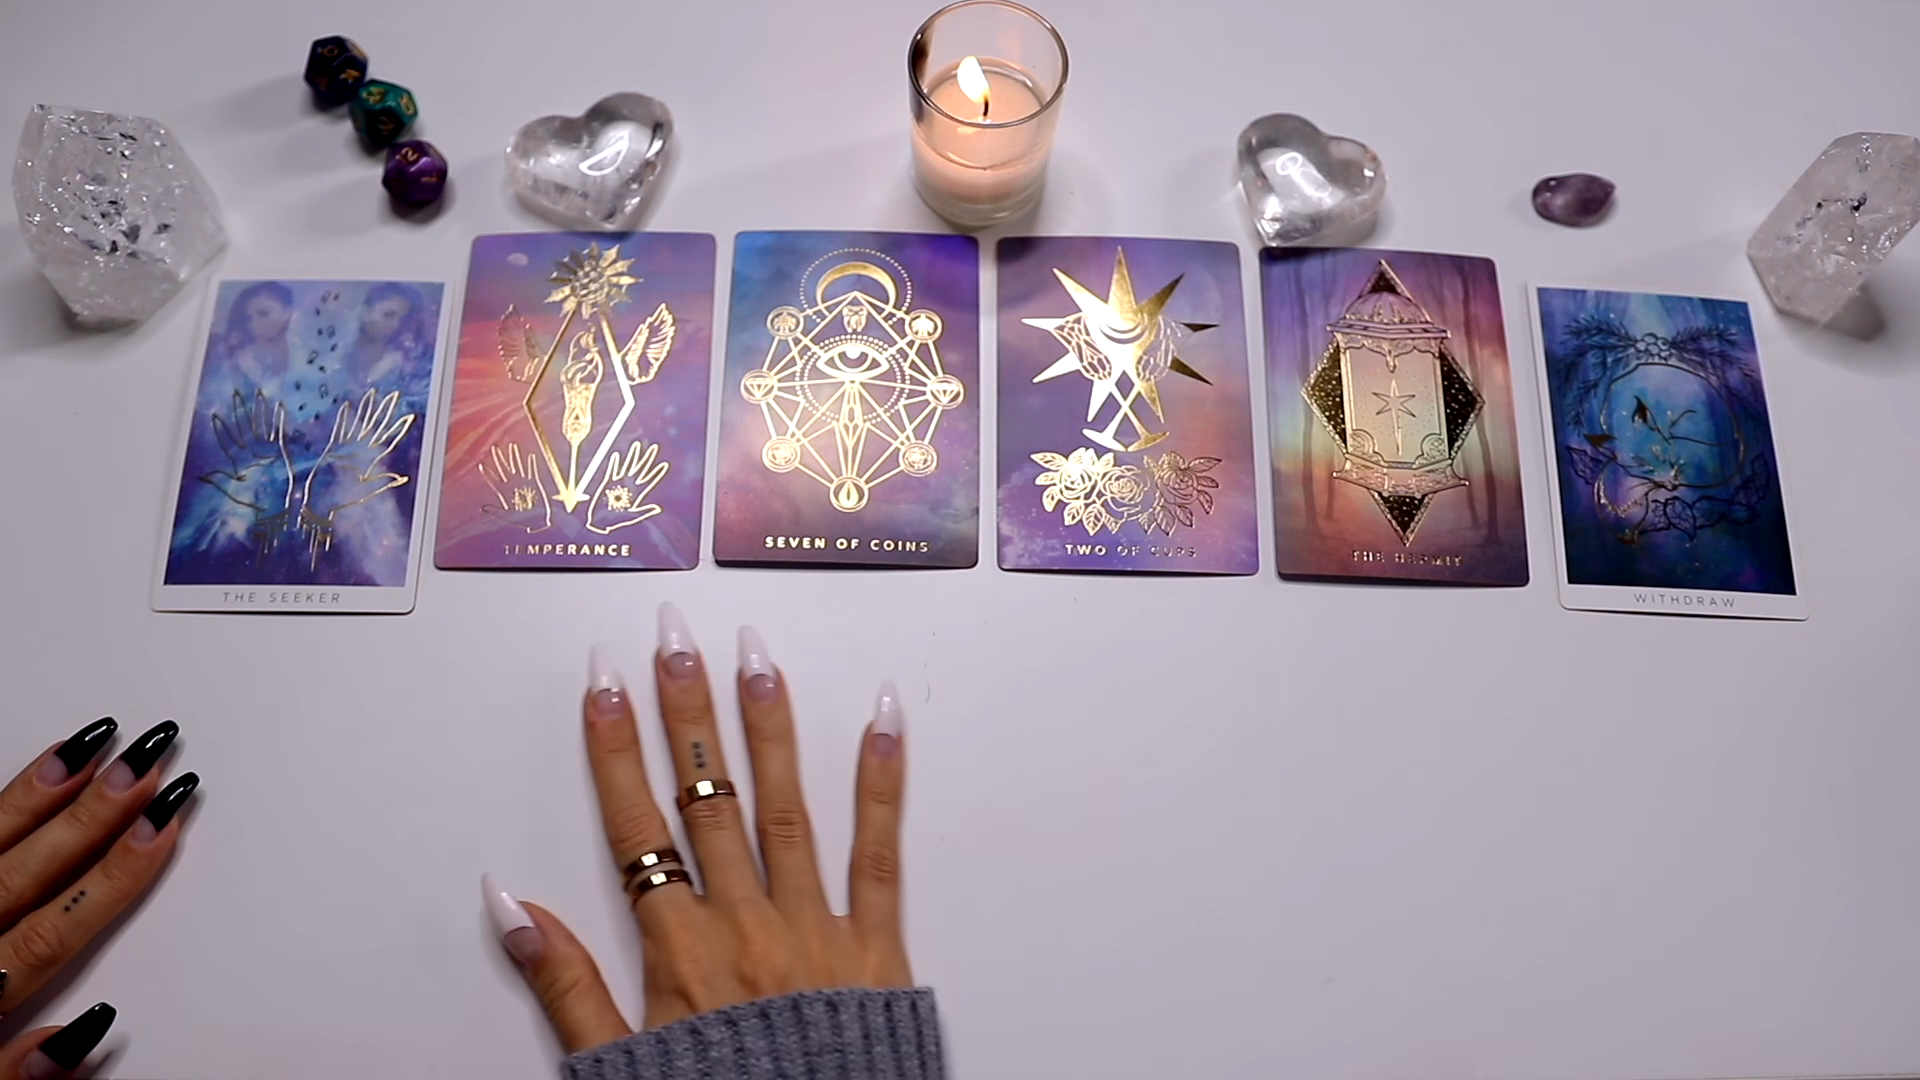 THE SEEKER
TEMPERANCE
SEVEN OF COINS
TWO OF CUPS
THE HERMIT
WITHDRAW